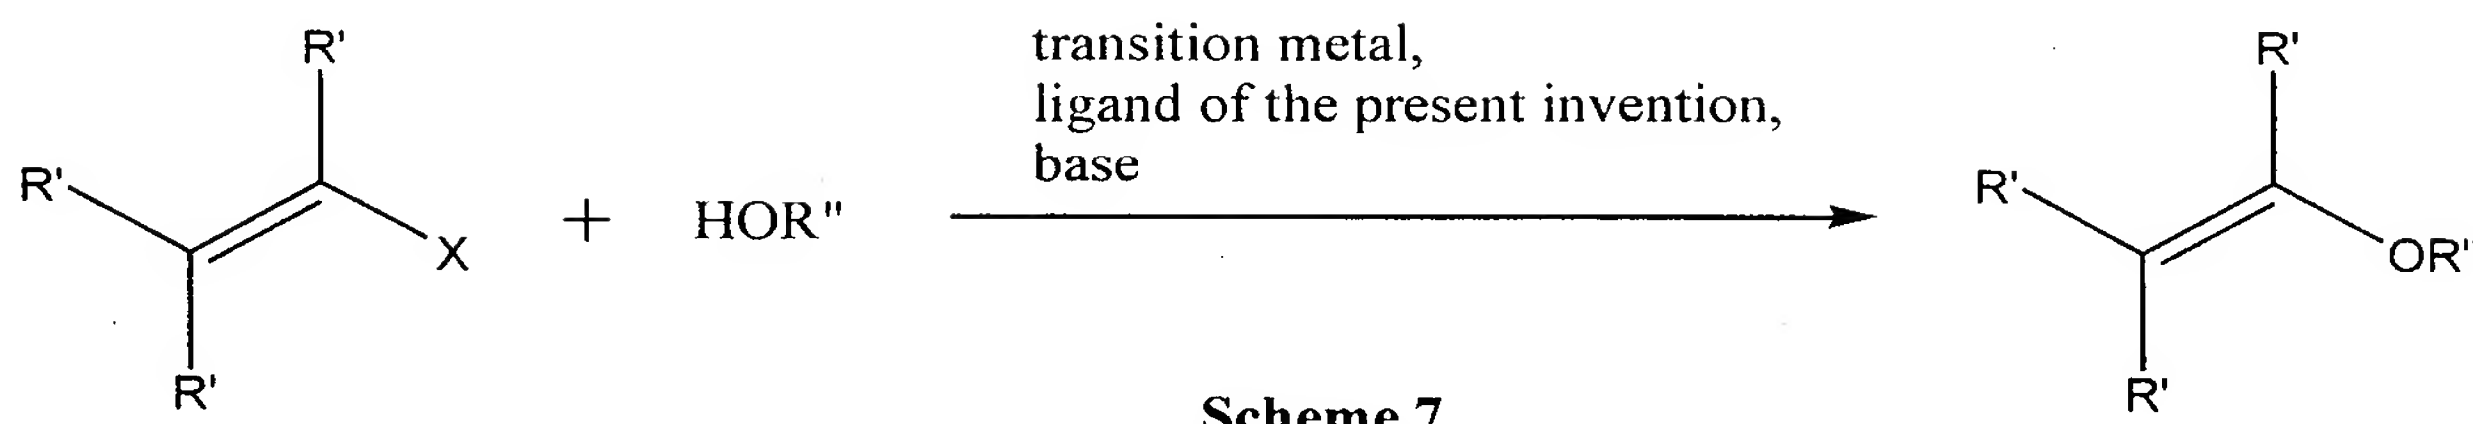 R' R'
transition metal,
ligand of the present invention,
base
R' X + HOR" R' OR"
R' R'
Scheme 7